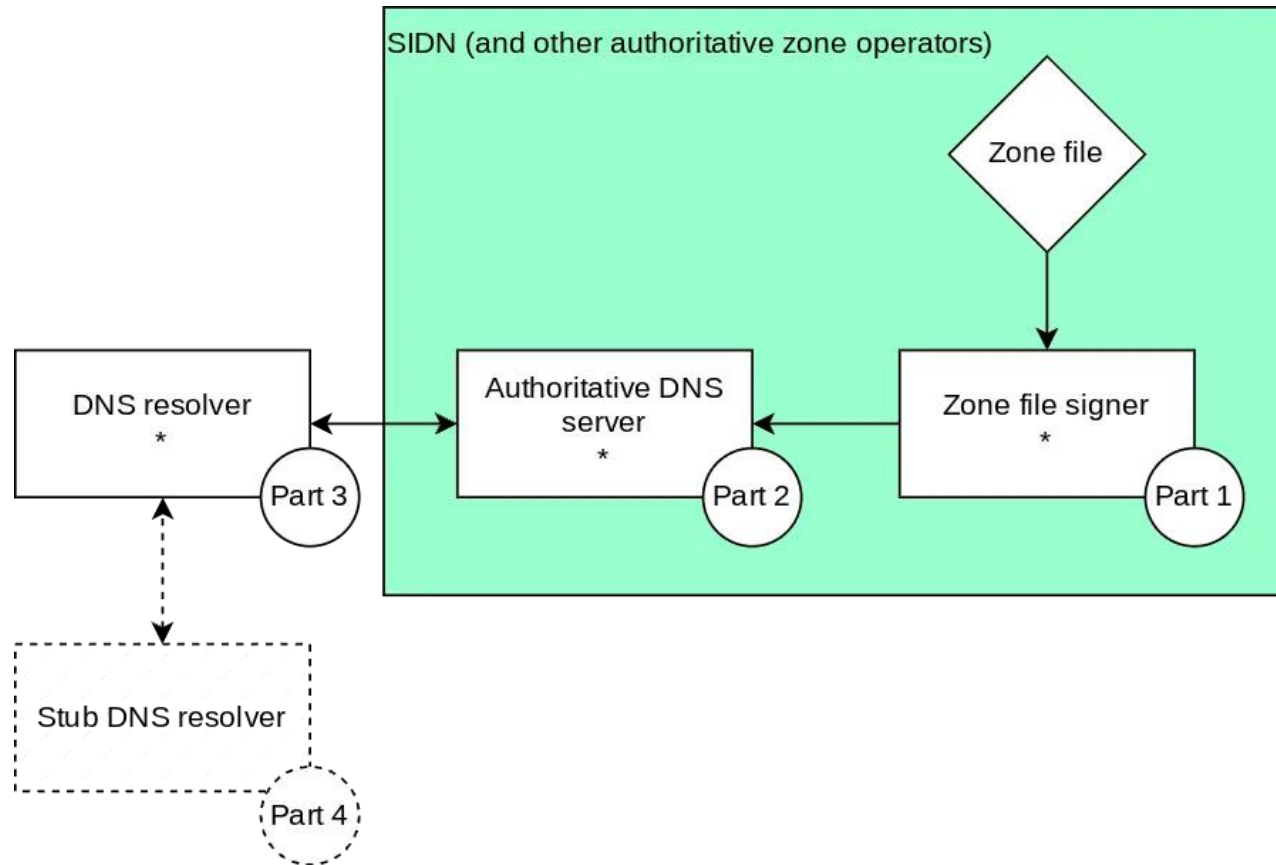 SIDN (and other authoritative zone operators)
Zone file
DNS resolver
*
Part 3
Authoritative DNS
server
*
Part 2
Zone file signer
*
Part 1
Stub DNS resolver
Part 4